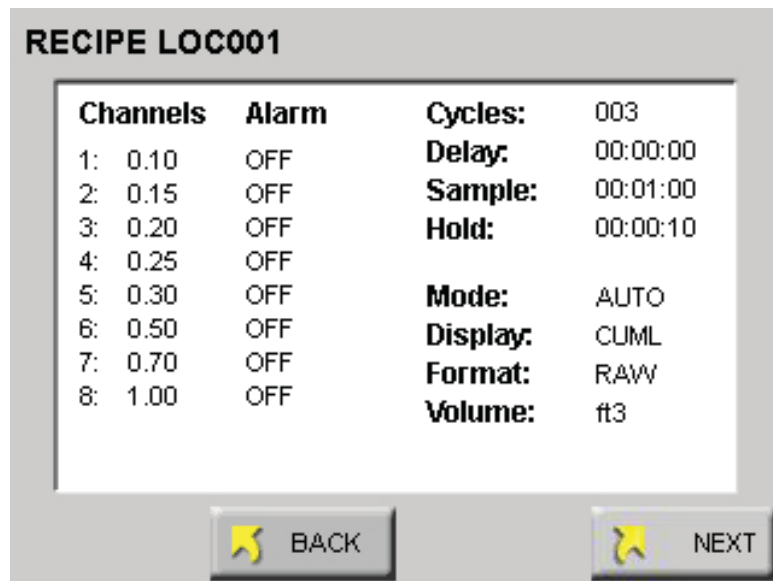 RECIPE LOC001
Channels Alarm Cycles: 003
1: 0.10 OFF Delay: 00:00:00
2: 0.15 OFF Sample: 00:01:00
3: 0.20 OFF Hold: 00:00:10
4: 0.25 OFF
5: 0.30 OFF Mode: AUTO
6: 0.50 OFF Display: CUML
7: 0.70 OFF Format: RAW
8: 1.00 OFF Volume: ft3
BACK NEXT